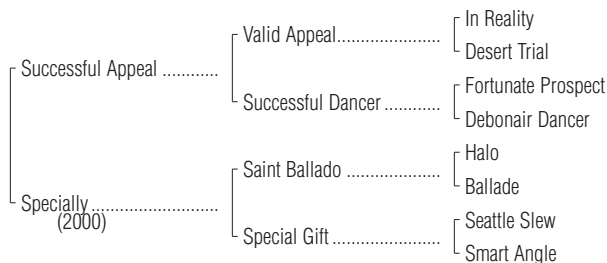 In Reality
Valid Appeal
Desert Trial
Successful Appeal
Fortunate Prospect
Successful Dancer
Debonair Dancer
Halo
Saint Ballado
Ballade
Specially
(2000)
Seattle Slew
Special Gift
Smart Angle